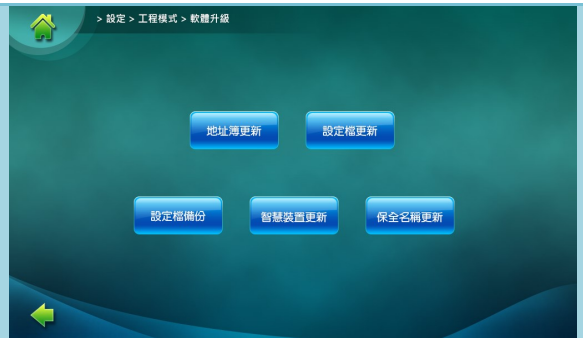 > 設定 > 工程模式 > 軟體升級
地址薄更新
設定檔更新
設定檔備份
智慧裝置更新
保全名稱更新